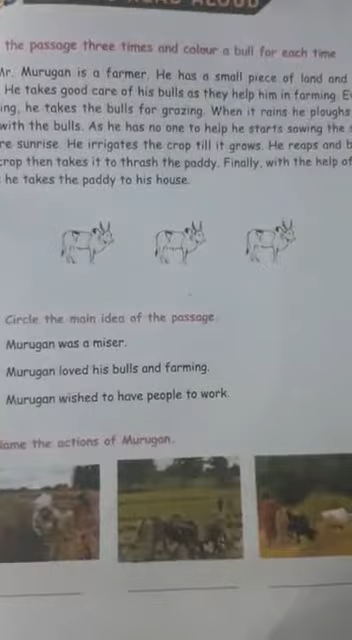 READ ALOUD
the passage three times and colour a bull for each time
Mr. Murugan is a farmer. He has a small piece of land and
He takes good care of his bulls as they help him in farming.
ing, he takes the bulls for grazing. When it rains he ploughs
with the bulls. As he has no one to help he starts sowing the
re sunrise. He irrigates the crop till it grows. He reaps and b
crop then takes it to thrash the paddy. Finally, with the help of
he takes the paddy to his house.
Circle the main idea of the passage.
Murugan was a miser.
Murugan loved his bulls and farming.
Murugan wished to have people to work.
Name the actions of Murugan.